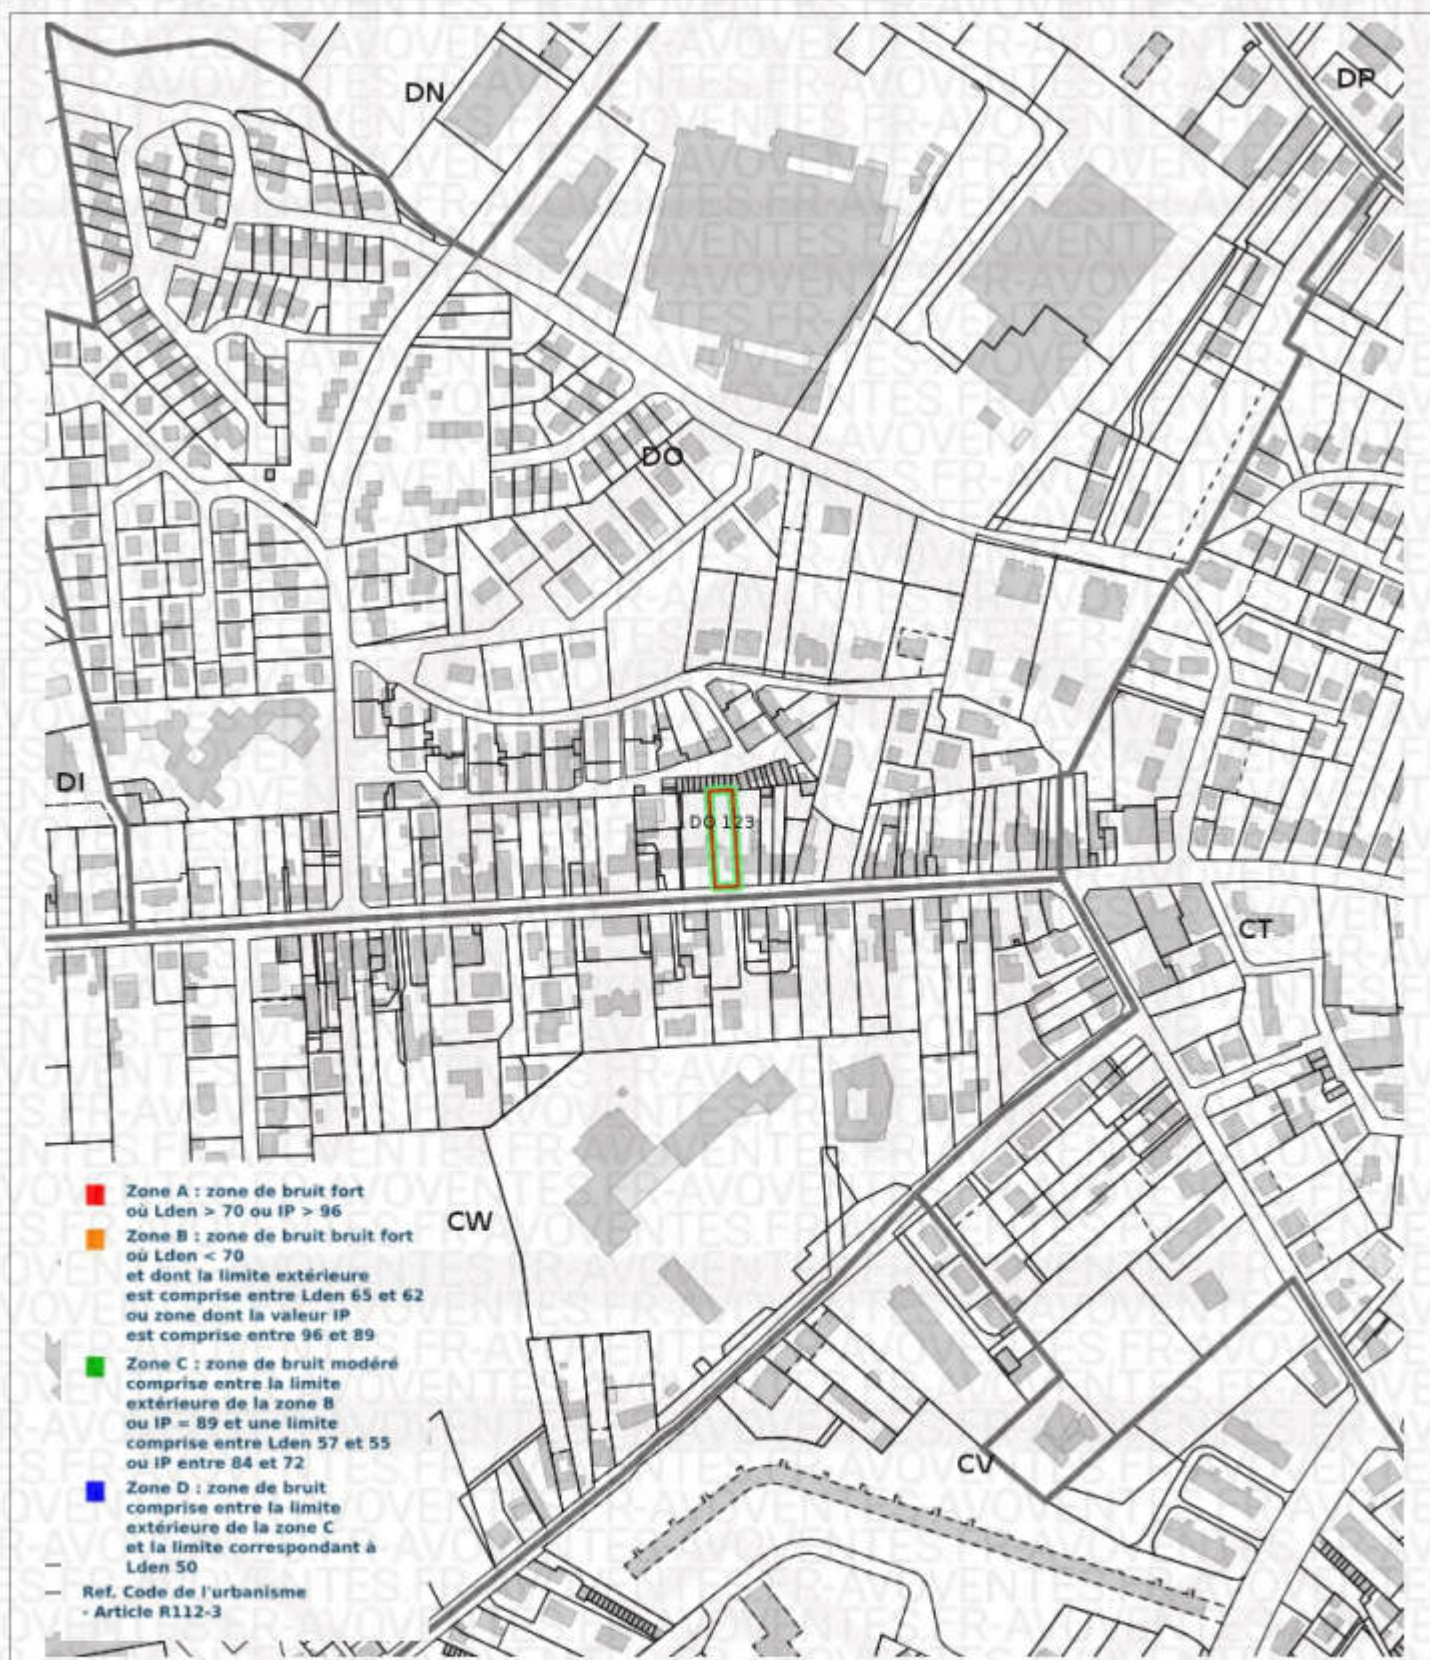 DN
DP
DO
DI
DO 123
CT
CW
CV
Zone A : zone de bruit fort
où Lden > 70 ou IP > 96
Zone B : zone de bruit bruit fort
où Lden < 70
et dont la limite extérieure
est comprise entre Lden 65 et 62
ou zone dont la valeur IP
est comprise entre 96 et 89
Zone C : zone de bruit modéré
comprise entre la limite
extérieure de la zone B
ou IP = 89 et une limite
comprise entre Lden 57 et 55
ou IP entre 84 et 72
Zone D : zone de bruit
comprise entre la limite
extérieure de la zone C
et la limite correspondant à
Lden 50
Ref. Code de l'urbanisme
- Article R112-3